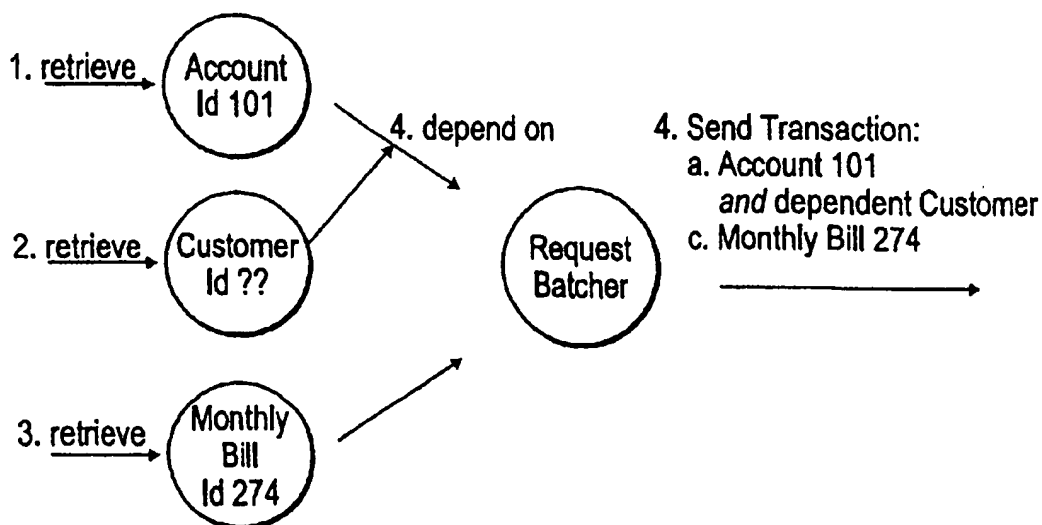 1. retrieve
Account
Id 101
4. depend on
2. retrieve
Customer
Id ??
3. retrieve
Monthly
Bill
Id 274
Request
Batcher
4. Send Transaction:
a. Account 101
and dependent Customer
c. Monthly Bill 274